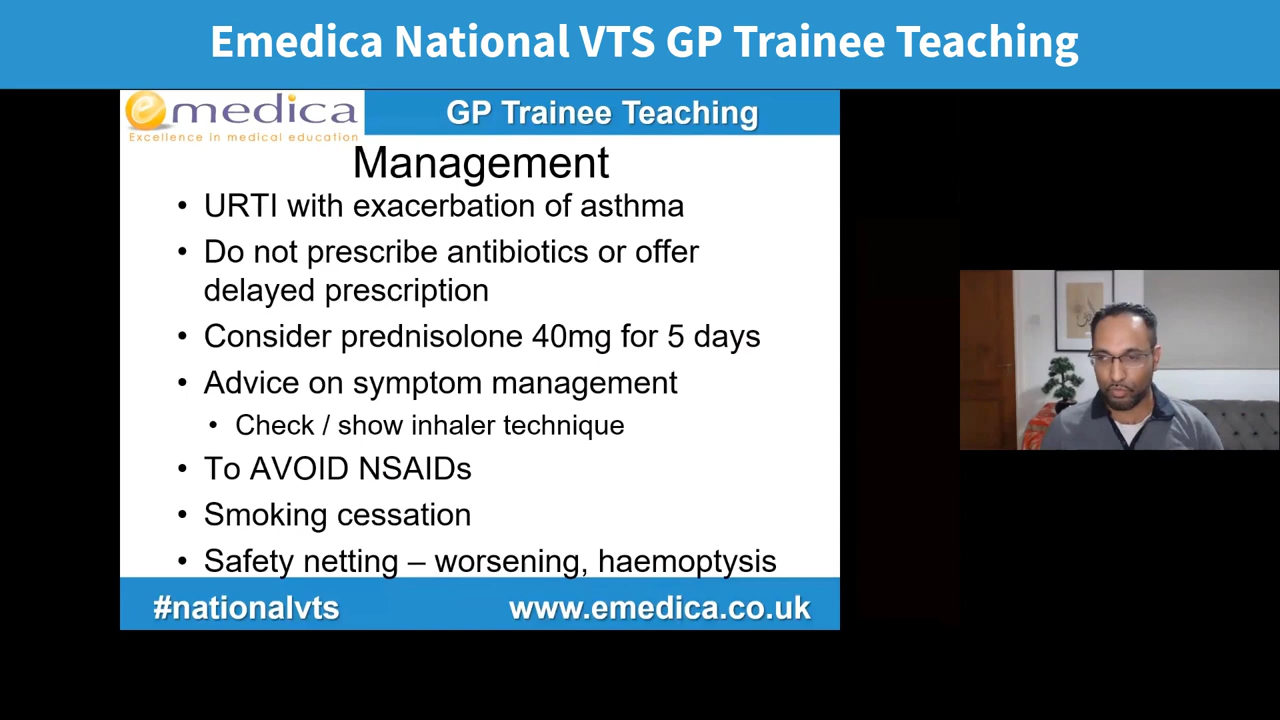 Emedica National VTS GP Trainee Teaching
emedica
Excellence in medical education
GP Trainee Teaching
Management
• URTI with exacerbation of asthma
• Do not prescribe antibiotics or offer
delayed prescription
• Consider prednisolone 40mg for 5 days
• Advice on symptom management
• Check / show inhaler technique
• To AVOID NSAIDs
• Smoking cessation
• Safety netting – worsening, haemoptysis
#nationalvts
www.emedica.co.uk